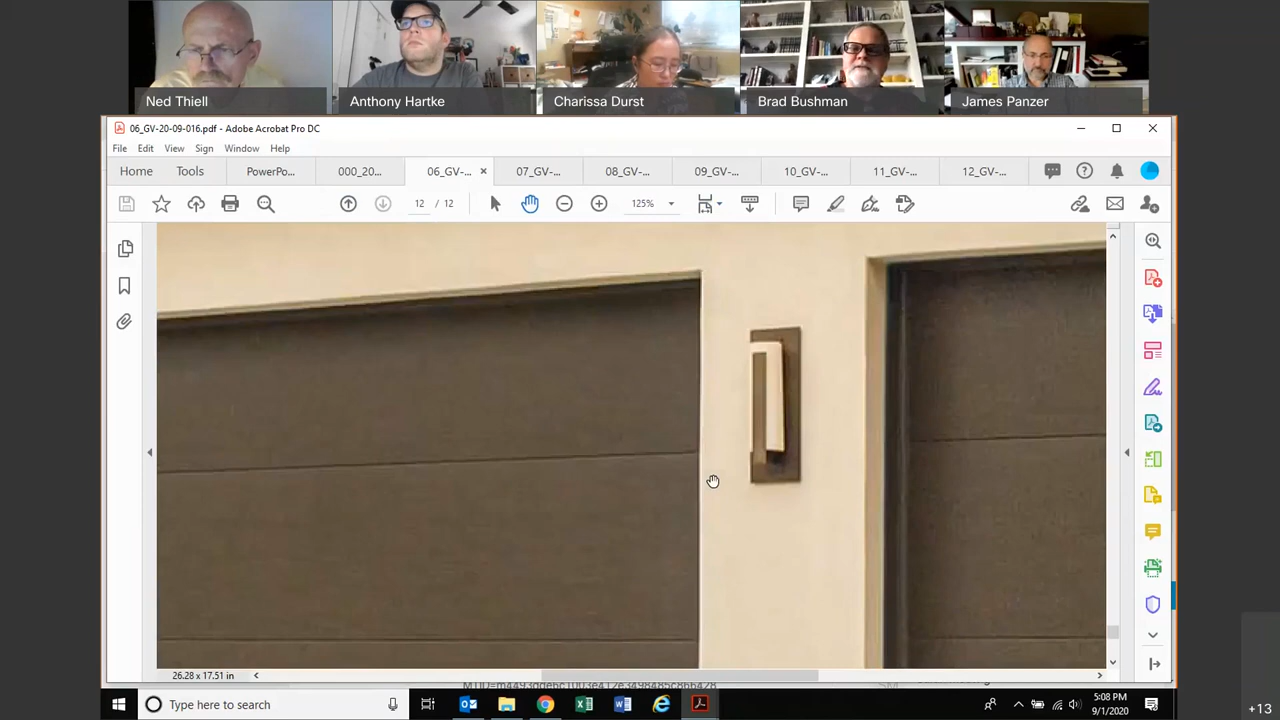 Ned Thiell
Anthony Hartke
Charissa Durst
Brad Bushman
James Panzer
06_GV-20-09-016.pdf - Adobe Acrobat Pro DC
File Edit View Sign Window Help
Home Tools PowerPo... 000_20... 06_GV-... × 07_GV-... 08_GV-... 09_GV-... 10_GV-... 11_GV-... 12_GV-...
12 / 12 125%
26.28 x 17.51 in
Type here to search
5:08 PM
9/1/2020
+13